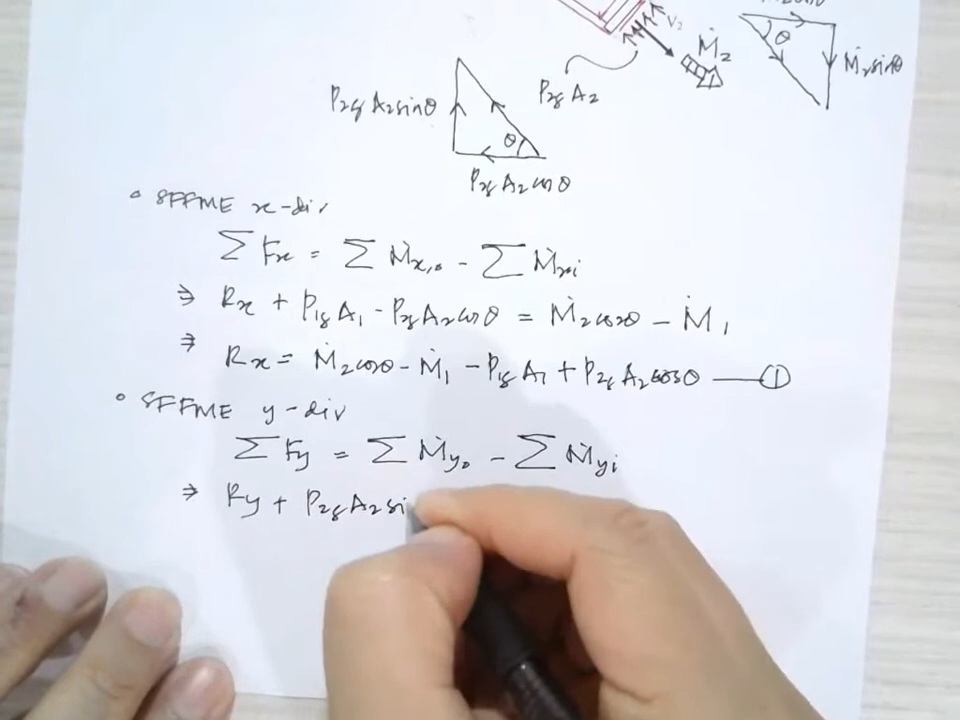 V₂
θ
Ṁ₂
Ṁ₂sinθ
P₂g A₂ sinθ
P₂g A₂
θ
P₂g A₂ cosθ
∘ SFFME x-dir
∑ Fx = ∑ Ṁx,o - ∑ Ṁxi
⇒ Rx + P₁g A₁ - P₂g A₂ cosθ = Ṁ₂ cosθ - Ṁ₁
⇒ Rx = Ṁ₂ cosθ - Ṁ₁ - P₁g A₁ + P₂g A₂ cosθ —— ①
∘ SFFME y-dir
∑ Fy = ∑ Ṁyo - ∑ Ṁyi
⇒ Ry + P₂g A₂ si